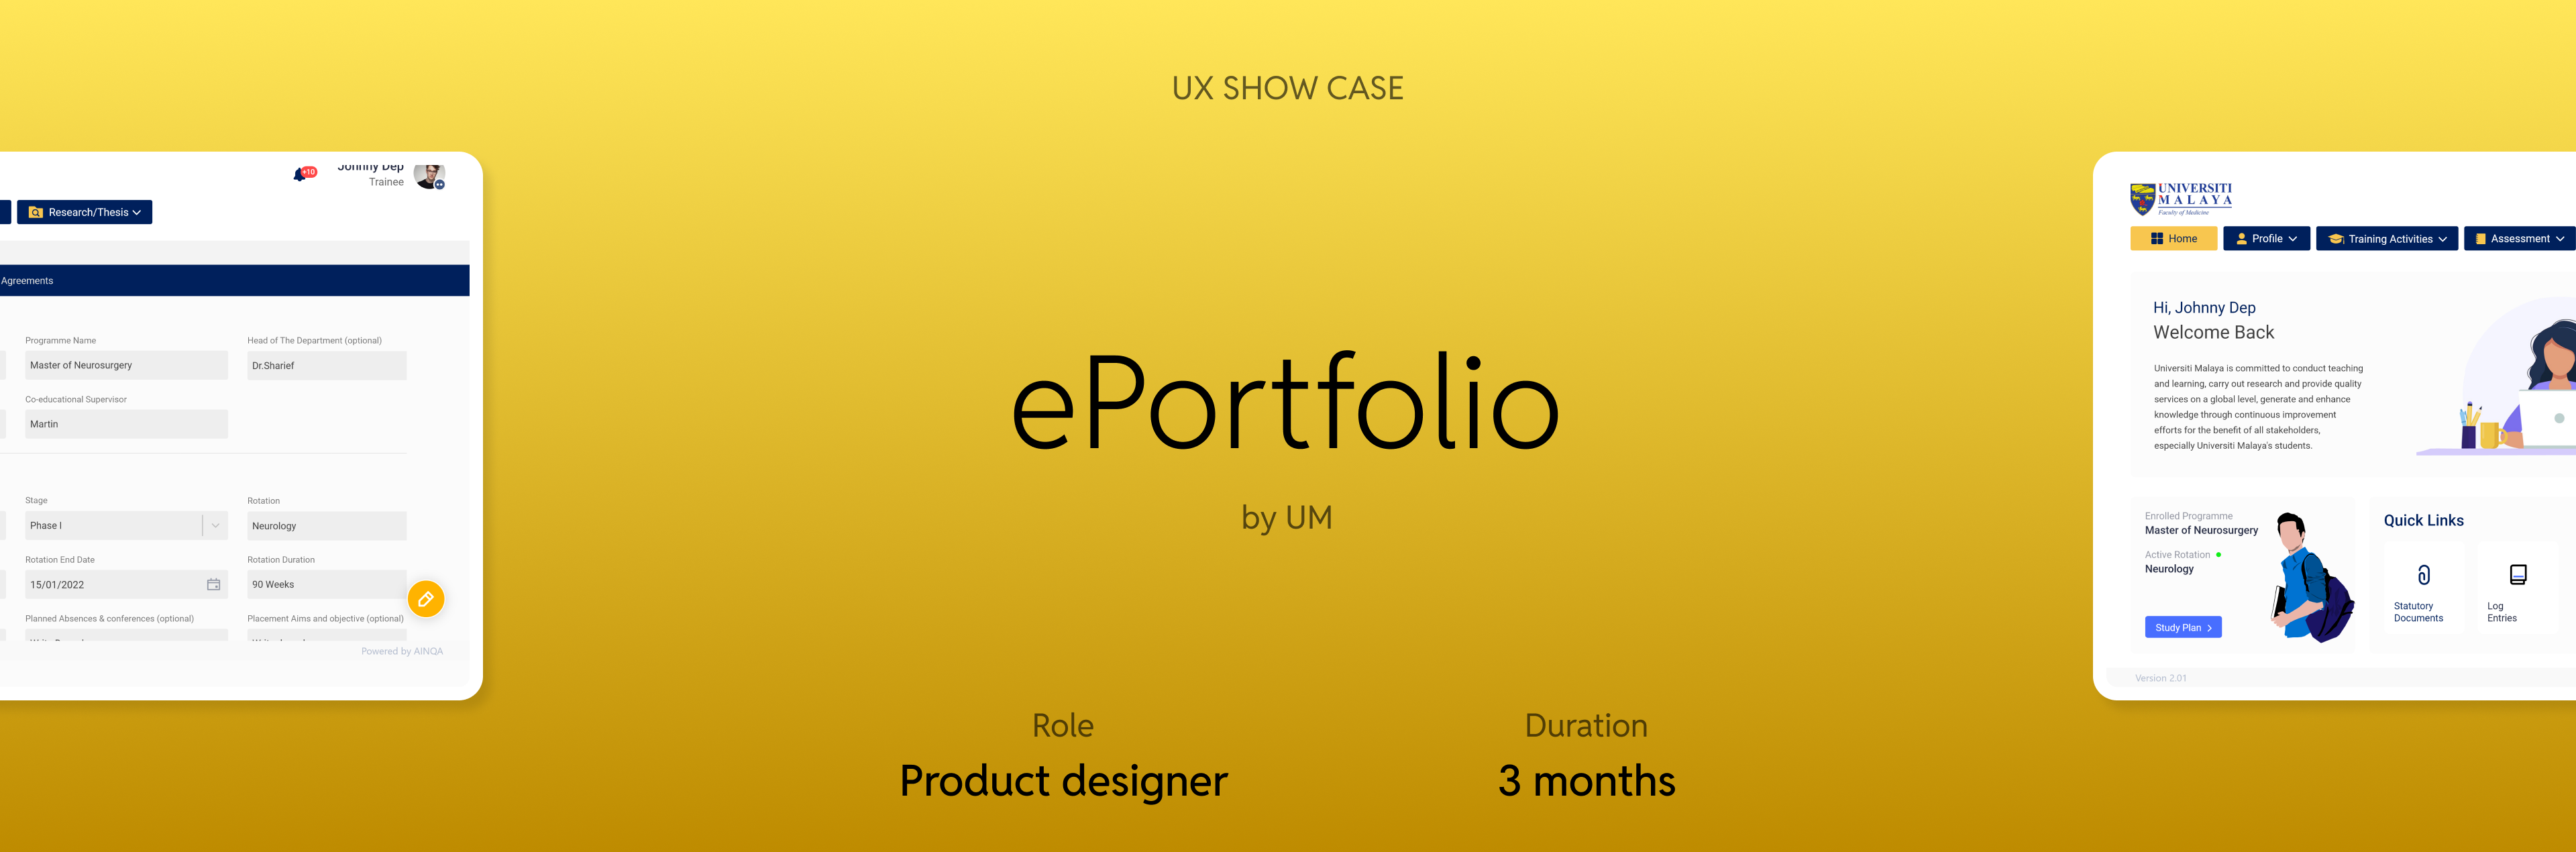 UX SHOW CASE
+10
Johnny Dep
Trainee
Research/Thesis
Agreements
Programme Name
Head of The Department (optional)
Master of Neurosurgery
Dr.Sharief
Co-educational Supervisor
Martin
Stage
Rotation
Phase I
Neurology
Rotation End Date
Rotation Duration
15/01/2022
90 Weeks
Planned Absences & conferences (optional)
Placement Aims and objective (optional)
Powered by AINQA
ePortfolio
by UM
Role
Product designer
Duration
3 months
UNIVERSITI
MALAYA
Faculty of Medicine
Home
Profile
Training Activities
Assessment
Hi, Johnny Dep
Welcome Back
Universiti Malaya is committed to conduct teaching
and learning, carry out research and provide quality
services on a global level, generate and enhance
knowledge through continuous improvement
efforts for the benefit of all stakeholders,
especially Universiti Malaya's students.
Enrolled Programme
Master of Neurosurgery
Active Rotation
Neurology
Study Plan
Quick Links
Statutory
Documents
Log
Entries
Version 2.01